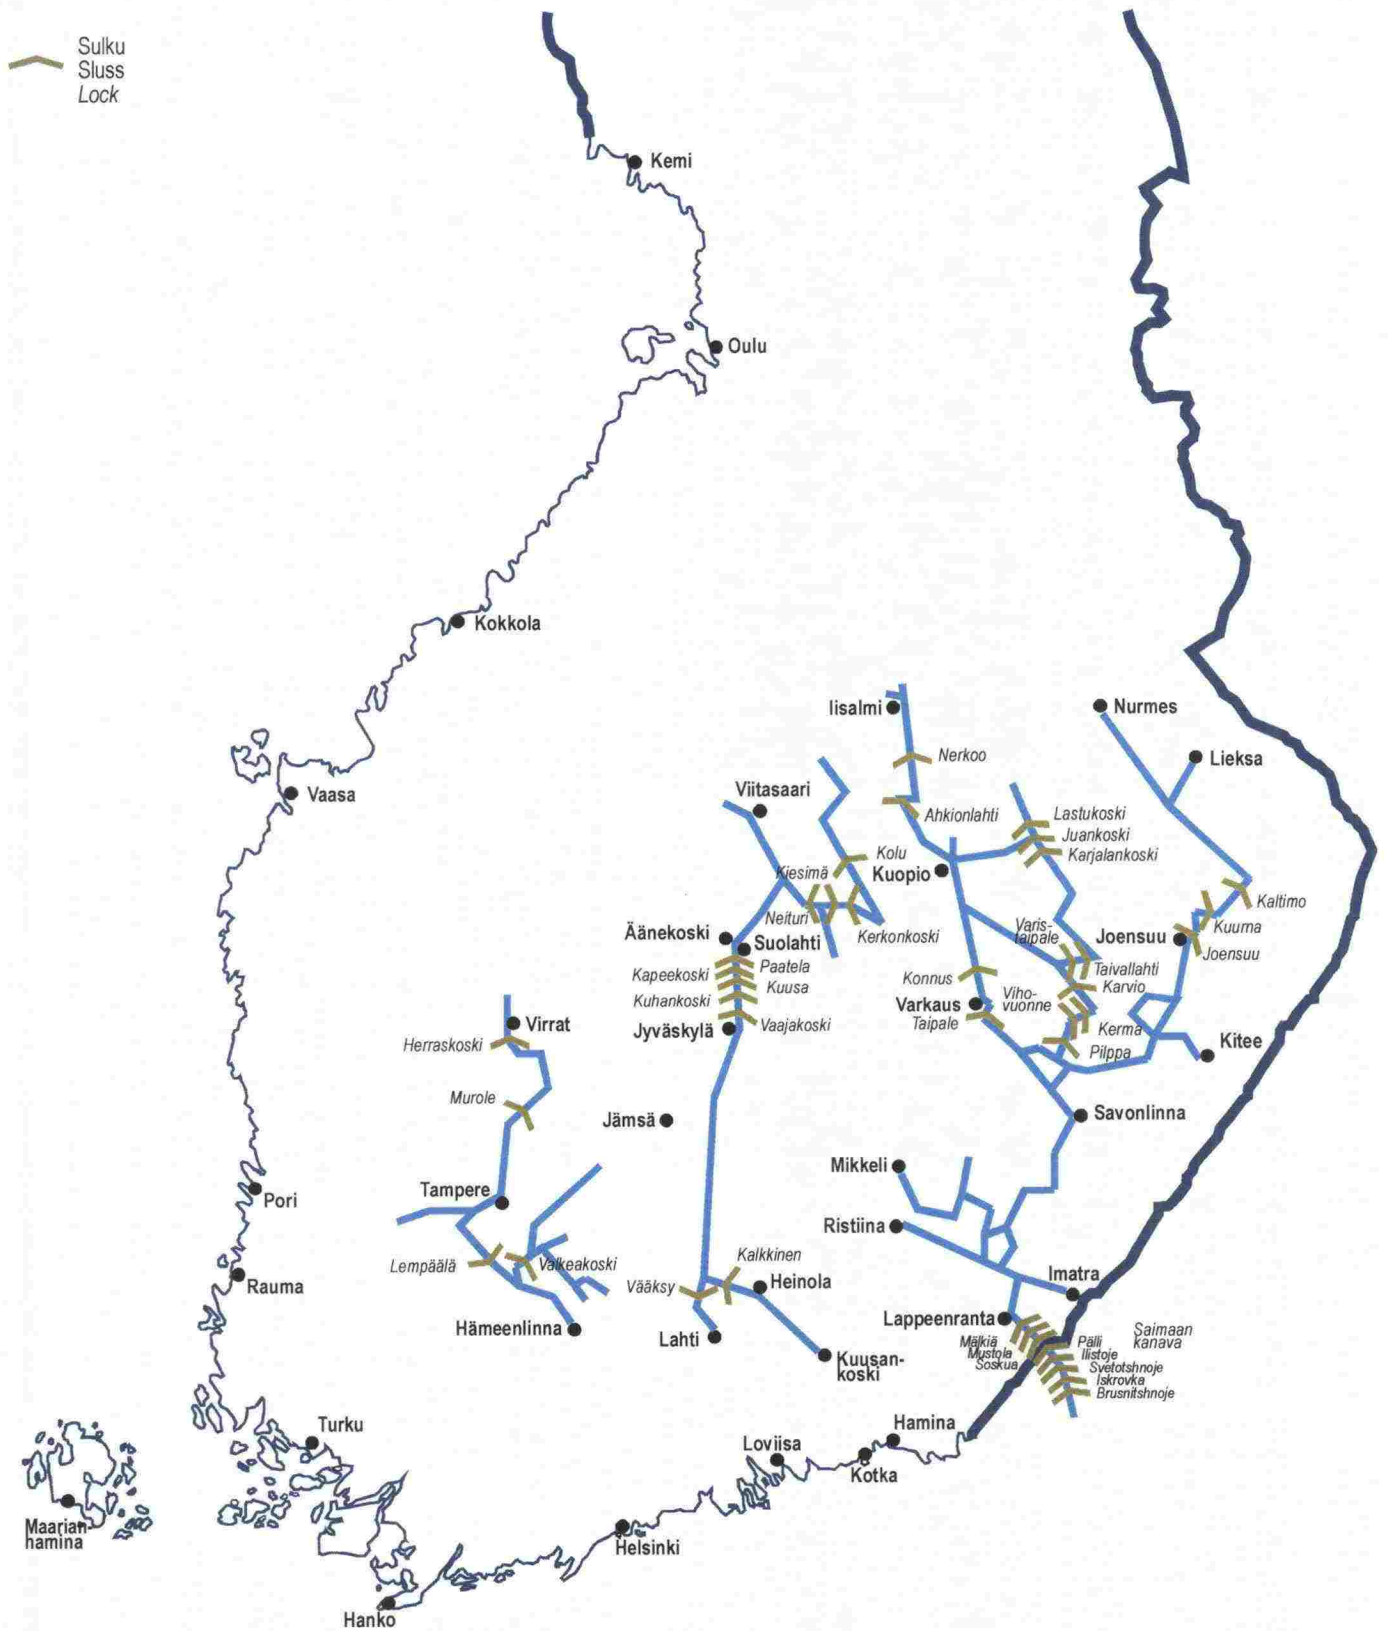 Sulku
Sluss
Lock
Kemi
Oulu
Kokkola
Vaasa
Iisalmi
Nurmes
Lieksa
Nerkoo
Viitasaari
Ahkionlahti
Lastukoski
Juankoski
Karjalankoski
Kolu
Kiesimä
Kuopio
Kaltimo
Neituri
Kerkonkoski
Varis-
taipale
Joensuu
Kuurna
Joensuu
Äänekoski
Suolahti
Paatela
Kapeekoski
Kuusa
Kuhankoski
Vaajakoski
Jyväskylä
Konnus
Taivallahti
Karvio
Varkaus
Viho-
vuonne
Taipale
Kerma
Pilppa
Kitee
Virrat
Herraskoski
Murole
Jämsä
Savonlinna
Mikkeli
Tampere
Pori
Ristiina
Lempäälä
Valkeakoski
Kalkkinen
Rauma
Vääksy
Heinola
Imatra
Hämeenlinna
Lahti
Lappeenranta
Kuusan-
koski
Mälkiä
Mustola
Soskua
Pälli
Ilistoje
Svetotshnoje
Iskrovka
Brusnitshnoje
Saimaan
kanava
Turku
Hamina
Loviisa
Kotka
Maarian-
hamina
Helsinki
Hanko